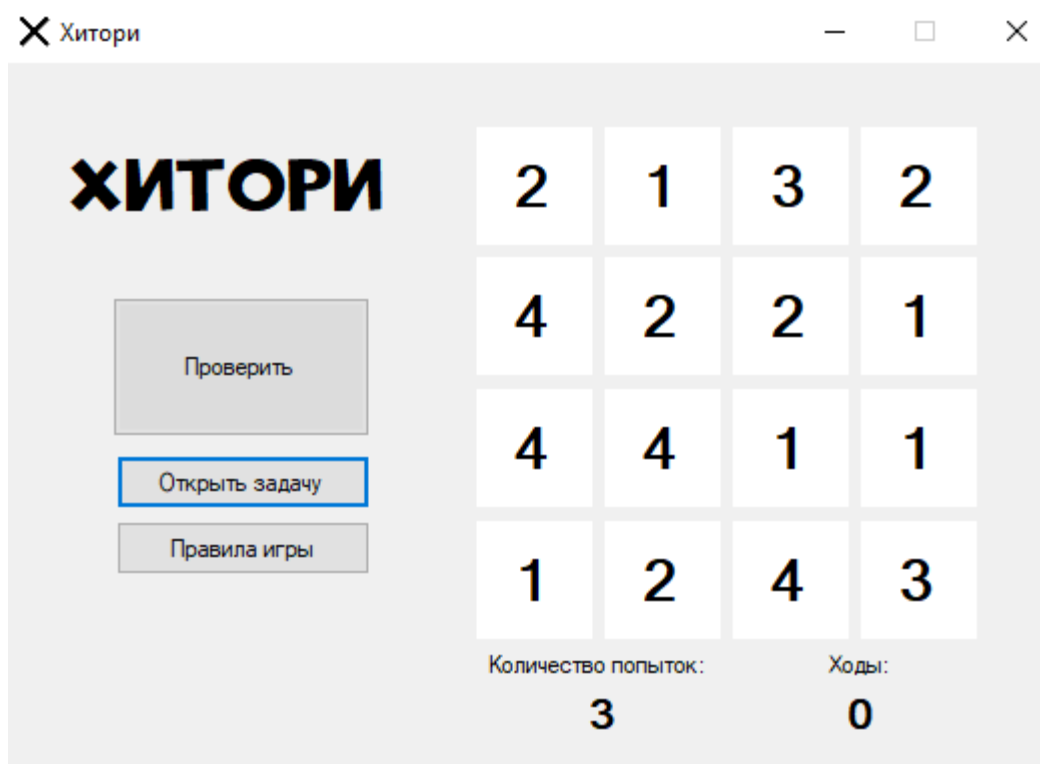 Хитори
ХИТОРИ
Проверить
Открыть задачу
Правила игры
2 1 3 2
4 2 2 1
4 4 1 1
1 2 4 3
Количество попыток: Ходы:
3 0